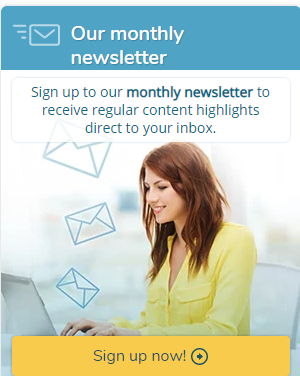 Our monthly
newsletter
Sign up to our monthly newsletter to
receive regular content highlights
direct to your inbox.
Sign up now!